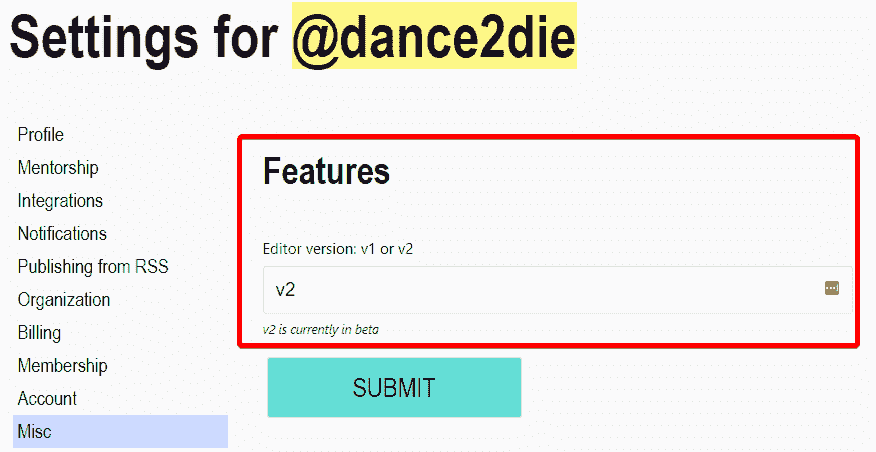 Settings for @dance2die
Profile
Mentorship
Integrations
Notifications
Publishing from RSS
Organization
Billing
Membership
Account
Misc
Features
Editor version: v1 or v2
v2
v2 is currently in beta
SUBMIT